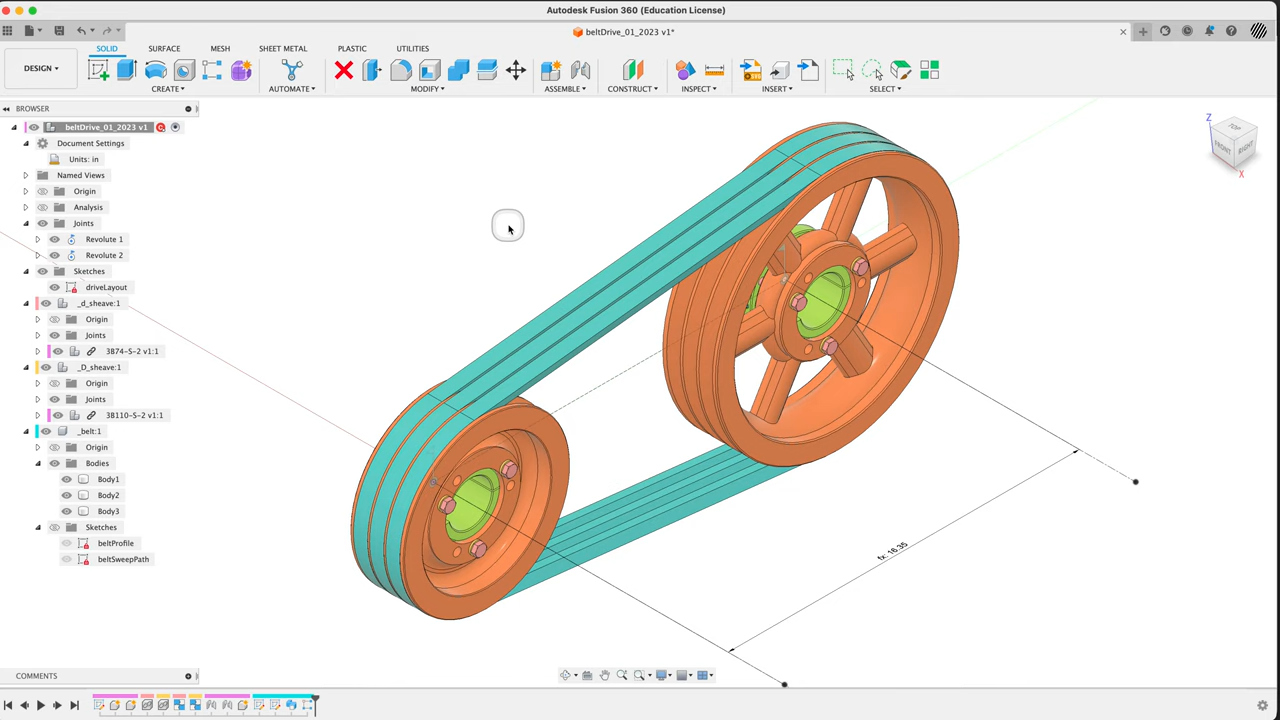 Autodesk Fusion 360 (Education License)
beltDrive_01_2023 v1*
DESIGN
SOLID
SURFACE
MESH
SHEET METAL
PLASTIC
UTILITIES
CREATE
AUTOMATE
MODIFY
ASSEMBLE
CONSTRUCT
INSPECT
INSERT
SELECT
BROWSER
beltDrive_01_2023 v1
Document Settings
Units: in
Named Views
Origin
Analysis
Joints
Revolute 1
Revolute 2
Sketches
driveLayout
_d_sheave:1
Origin
Joints
3B74-S-2 v1:1
_D_sheave:1
Origin
Joints
3B110-S-2 v1:1
_belt:1
Origin
Bodies
Body1
Body2
Body3
Sketches
beltProfile
beltSweepPath
Z
TOP
FRONT
RIGHT
X
fx: 16.35
COMMENTS